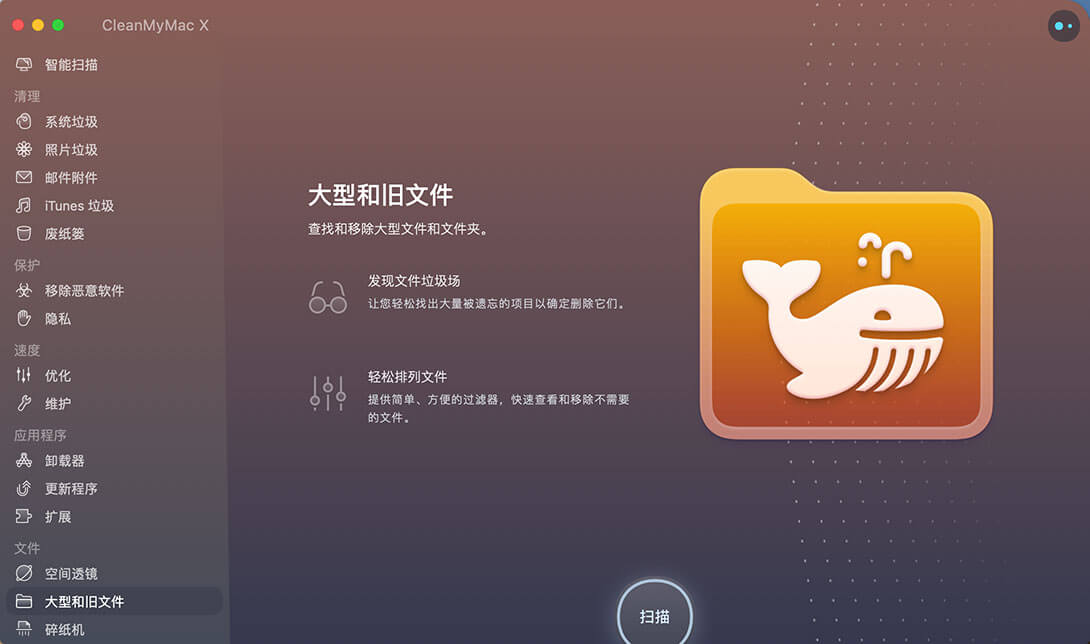 CleanMyMac X
智能扫描
清理
系统垃圾
照片垃圾
邮件附件
iTunes 垃圾
废纸篓
保护
移除恶意软件
隐私
速度
优化
维护
应用程序
卸载器
更新程序
扩展
文件
空间透镜
大型和旧文件
碎纸机
大型和旧文件
查找和移除大型文件和文件夹。
发现文件垃圾场
让您轻松找出大量被遗忘的项目以确定删除它们。
轻松排列文件
提供简单、方便的过滤器，快速查看和移除不需要
的文件。
扫描